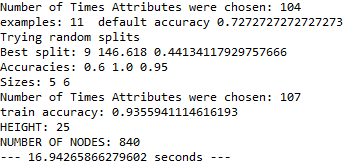 Number of Times Attributes were chosen: 104
examples: 11  default accuracy 0.7272727272727273
Trying random splits
Best split: 9 146.618 0.44134117929757666
Accuracies: 0.6 1.0 0.95
Sizes: 5 6
Number of Times Attributes were chosen: 107
train accuracy: 0.9355941114616193
HEIGHT: 25
NUMBER OF NODES: 840
--- 16.94265866279602 seconds ---